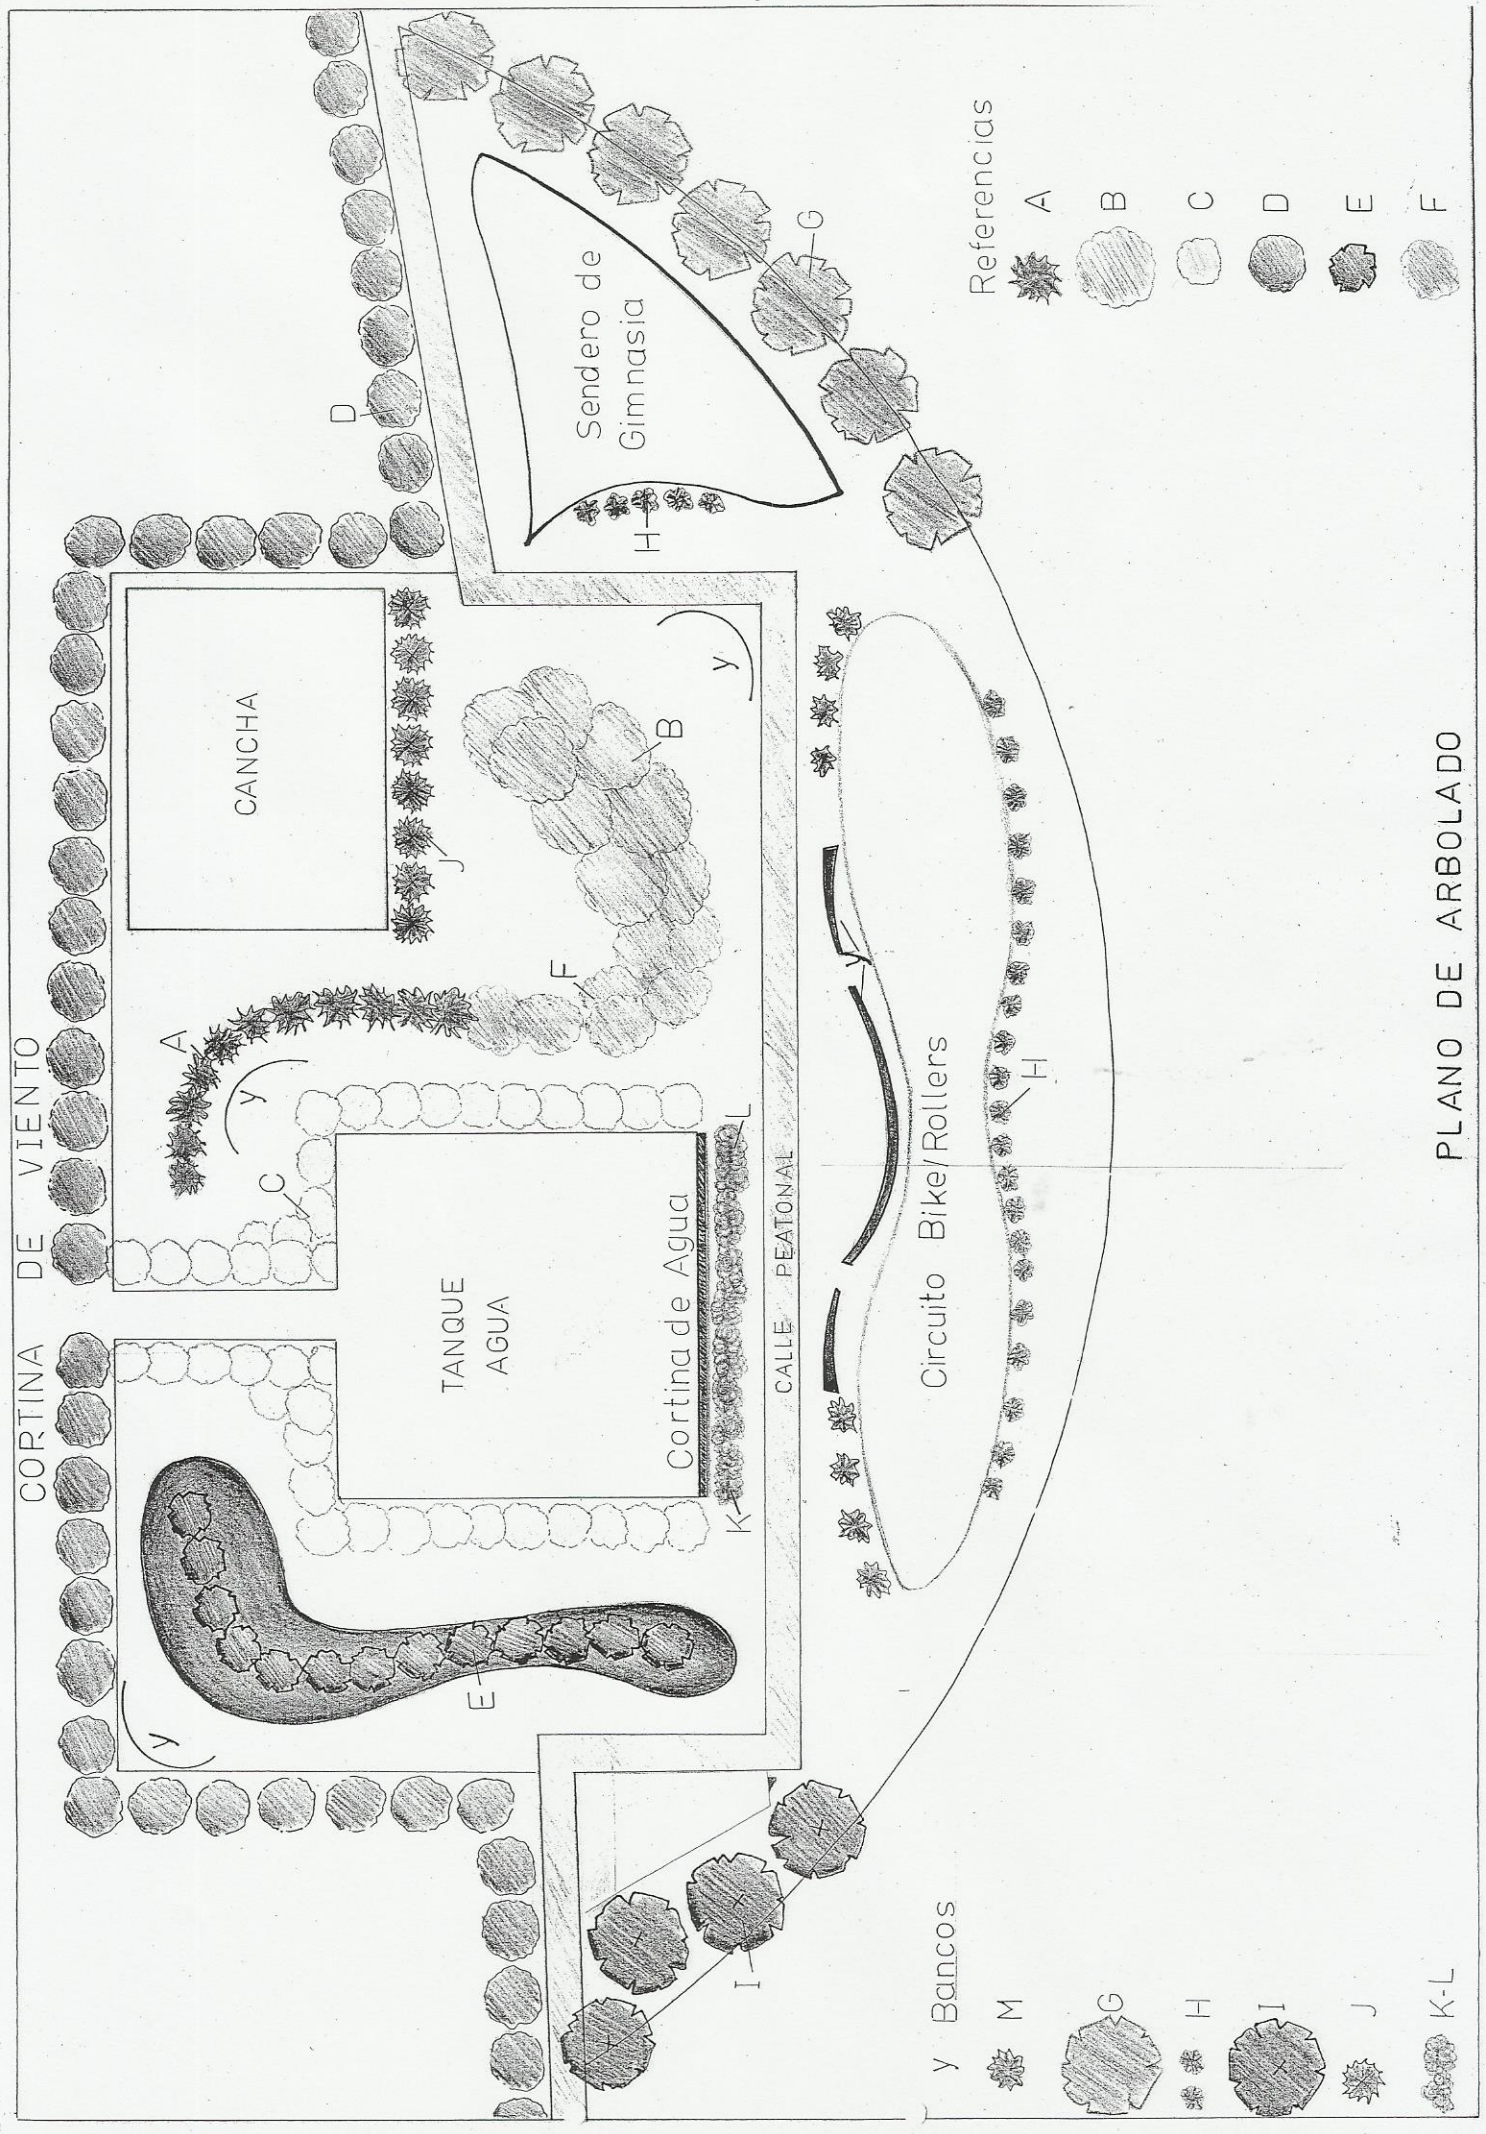 CORTINA DE VIENTO
A
y
CANCHA
D
C
J
F
B
y
y
E
TANQUE
AGUA
Cortina de Agua
K
L
CALLE PEATONAL
Sendero de
Gimnasia
H
G
y
Circuito Bike/Rollers
H
I
y Bancos
M
G
H
I
J
K-L
Referencias
A
B
C
D
E
F
PLANO DE ARBOLADO